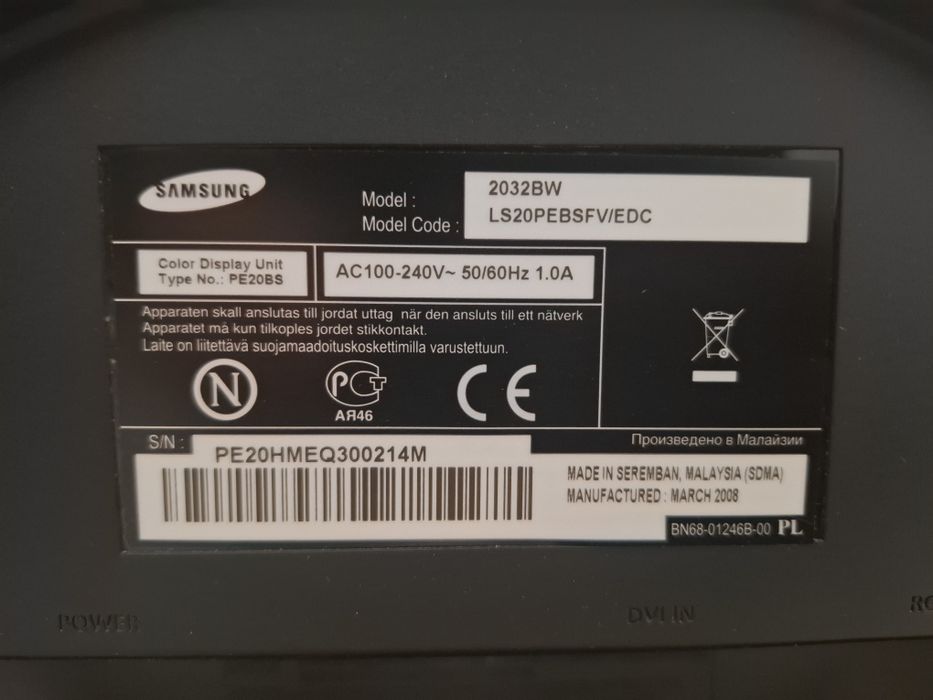 SAMSUNG
Model :
2032BW
Model Code :
LS20PEBSFV/EDC
Color Display Unit
Type No.: PE20BS
AC100-240V~ 50/60Hz 1.0A
Apparaten skall anslutas till jordat uttag när den ansluts till ett nätverk
Apparatet må kun tilkoples jordet stikkontakt.
Laite on liitettävä suojamaadoituskoskettimilla varustettuun.
N
РСТ
АЯ46
CE
S/N :
PE20HMEQ300214M
Произведено в Малайзии
MADE IN SEREMBAN, MALAYSIA (SDMA)
MANUFACTURED : MARCH 2008
BN68-01246B-00 PL
POWER
DVI IN